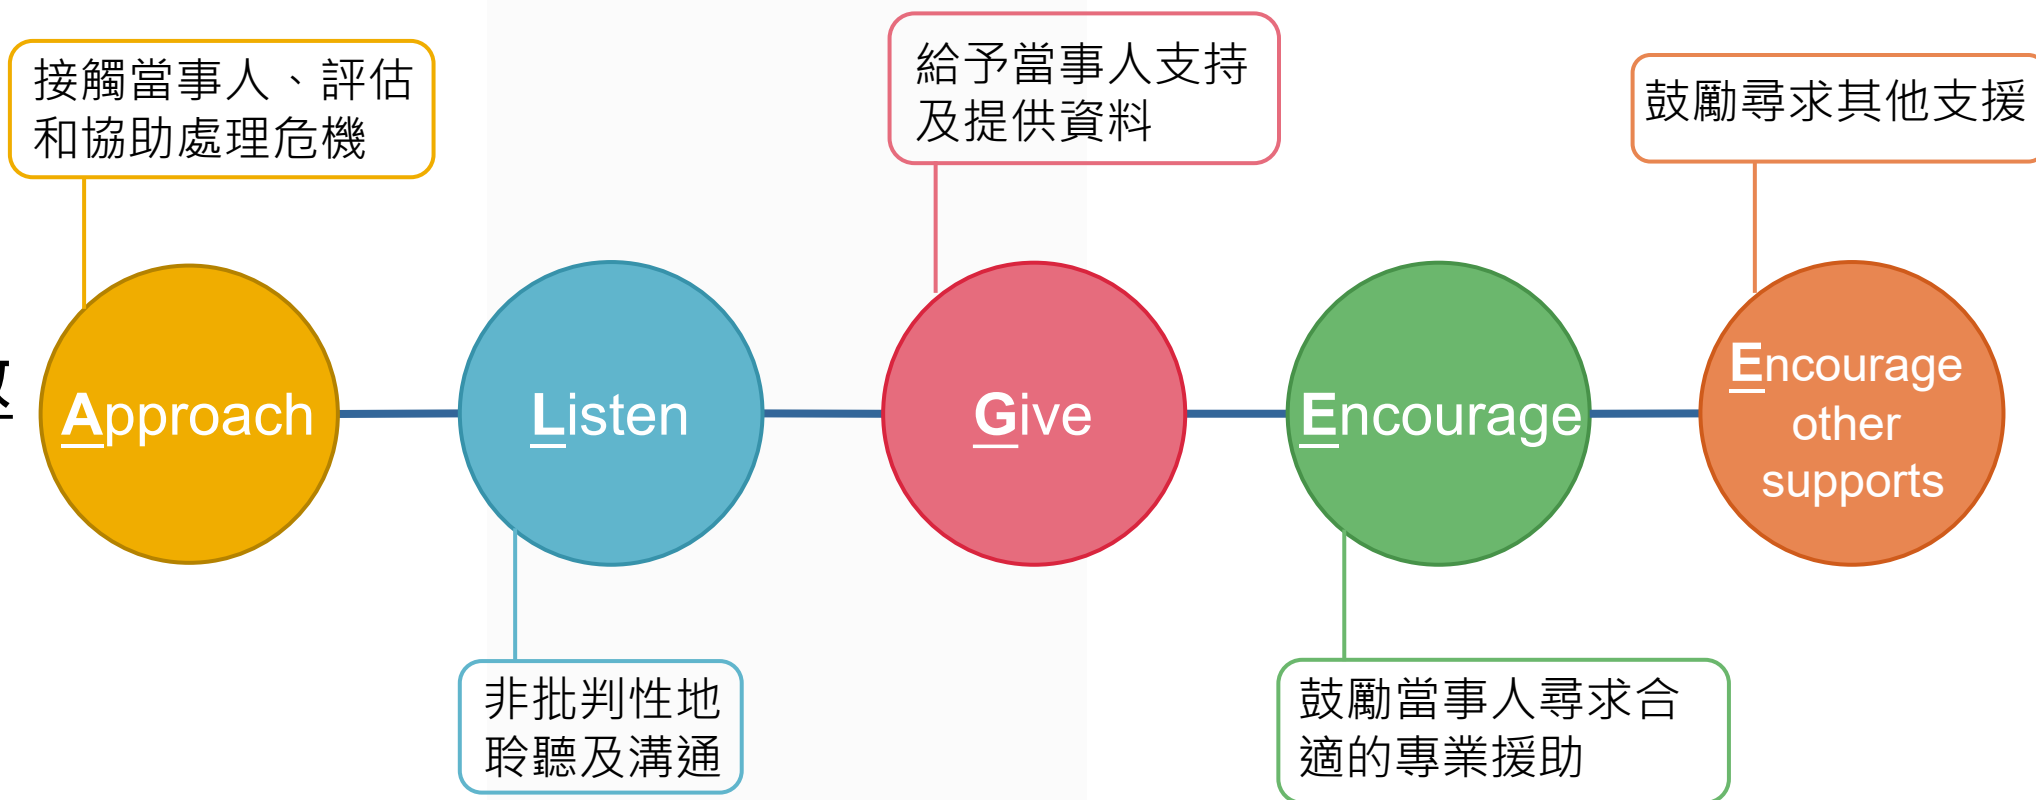 接觸當事人、評估
和協助處理危機
給予當事人支持
及提供資料
鼓勵尋求其他支援
Approach
Listen
Give
Encourage
Encourage
other
supports
非批判性地
聆聽及溝通
鼓勵當事人尋求合
適的專業援助